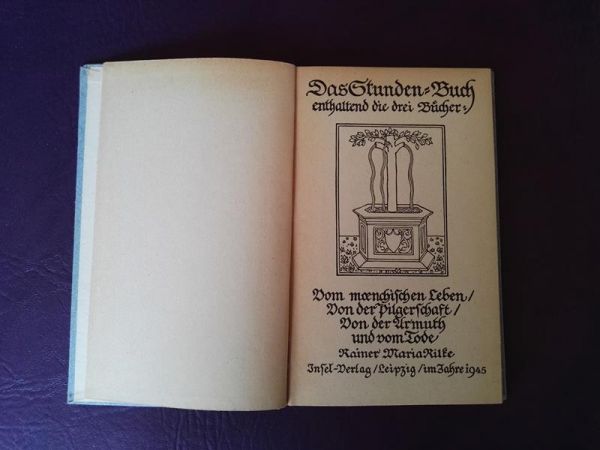 Das Stunden-Buch
enthaltend die drei Bücher:
Vom mœnchischen Leben/
Von der Pilgerschaft/
Von der Armuth
und vom Tode
Rainer Maria Rilke
Insel-Verlag/Leipzig/im Jahre 1945